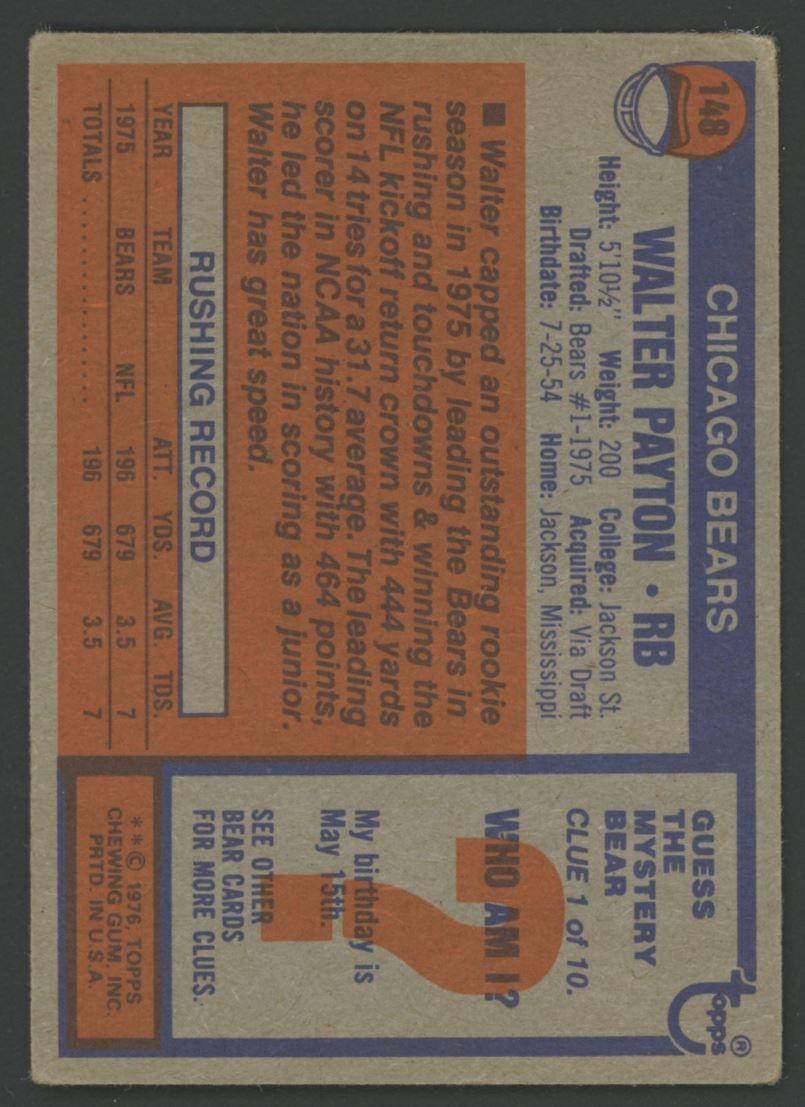 148
CHICAGO BEARS
WALTER PAYTON • RB
Height: 5'10½" Weight: 200 College: Jackson St.
Drafted: Bears #1-1975 Acquired: Via Draft
Birthdate: 7-25-54 Home: Jackson, Mississippi
■ Walter capped an outstanding rookie
season in 1975 by leading the Bears in
rushing and touchdowns & winning the
NFL kickoff return crown with 444 yards
on 14 tries for a 31.7 average. The leading
scorer in NCAA history with 464 points,
he led the nation in scoring as a junior.
Walter has great speed.
RUSHING RECORD
YEAR TEAM ATT. YDS. AVG. TDS.
1975 BEARS NFL 196 679 3.5 7
TOTALS .................. 196 679 3.5 7
topps®
GUESS
THE
MYSTERY
BEAR
CLUE 1 of 10.
WHO AM I?
?
My birthday is
May 15th.
SEE OTHER
BEAR CARDS
FOR MORE CLUES.
**© 1976, TOPPS
CHEWING GUM, INC.
PRTD. IN U.S.A.